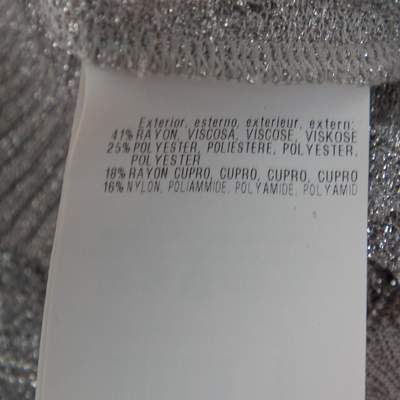 Exterior, esterno, exterieur, extern:
41% RAYON, VISCOSA, VISCOSE, VISKOSE
25% POLYESTER, POLIESTERE, POLYESTER,
POLYESTER
18% RAYON CUPRO, CUPRO, CUPRO, CUPRO
16% NYLON, POLIAMMIDE, POLYAMIDE, POLYAMID